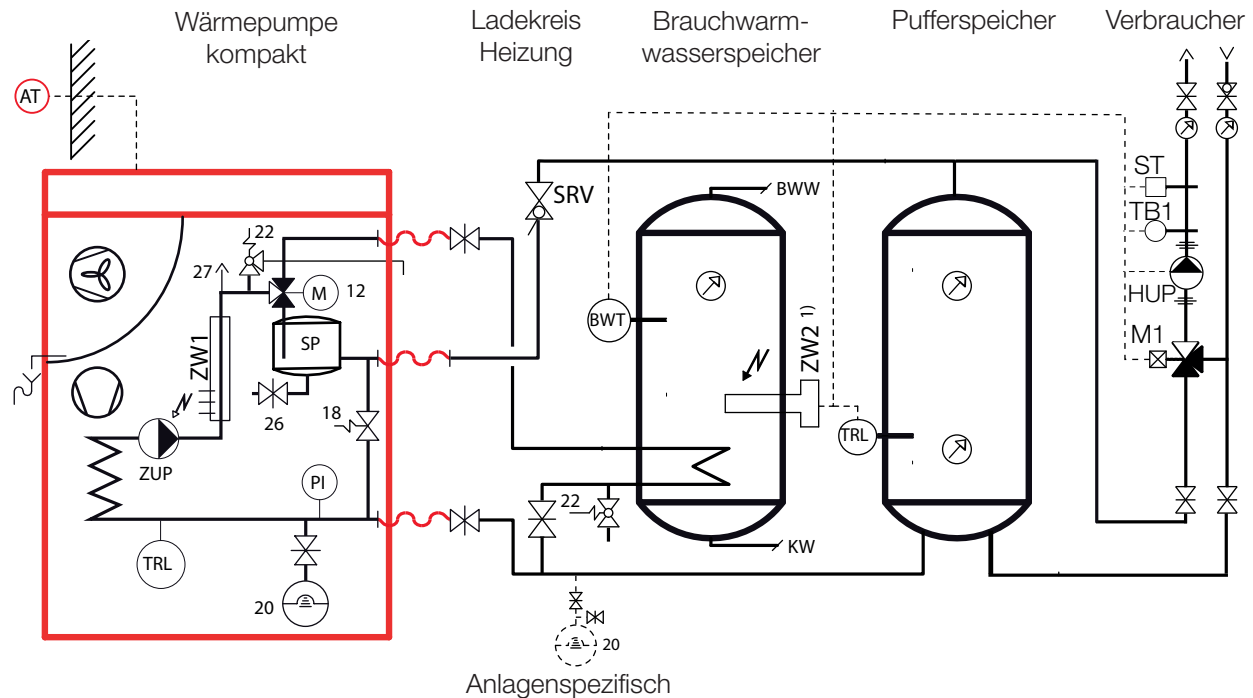 Wärmepumpe
kompakt
Ladekreis
Heizung
Brauchwarm-
wasserspeicher
Pufferspeicher
Verbraucher
AT
ST
TB1
HUP
M1
SRV
BWW
22
27
M
12
SP
ZW1
BWT
ZW2 1)
26
18
TRL
ZUP
PI
22
KW
TRL
20
20
Anlagenspezifisch